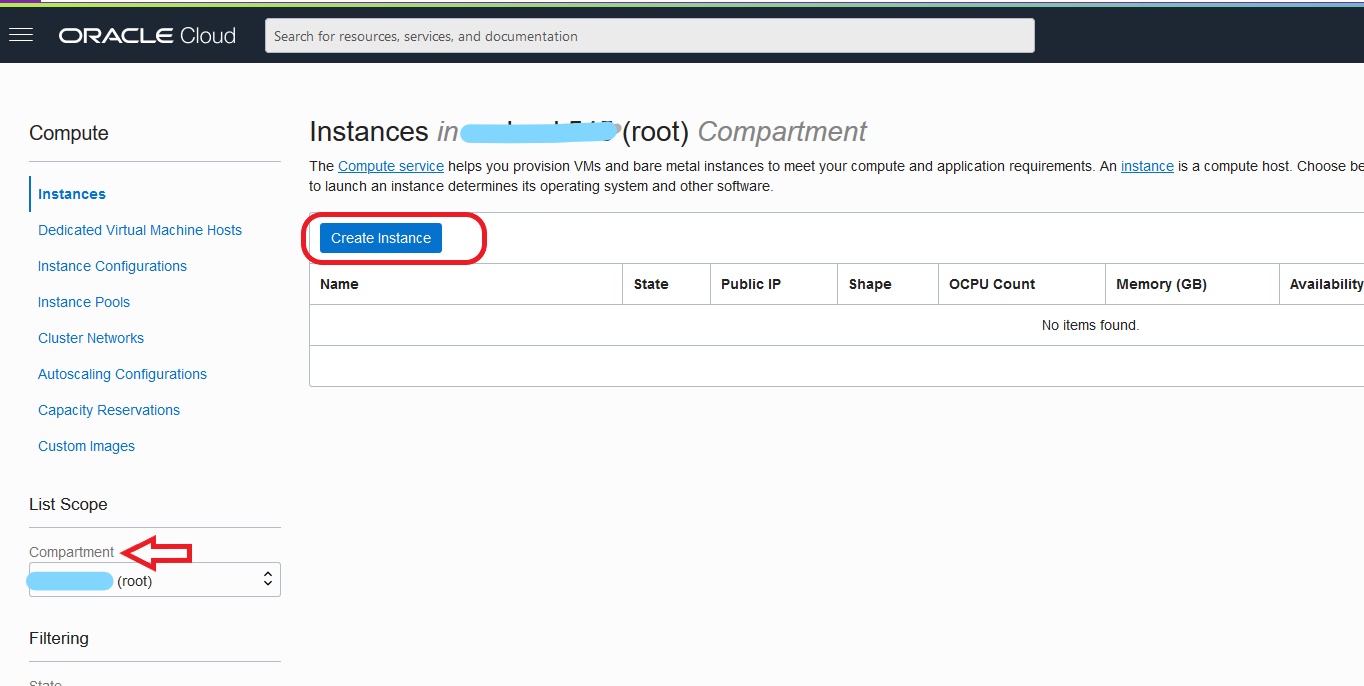 ORACLE Cloud
Search for resources, services, and documentation
Compute
Instances
Dedicated Virtual Machine Hosts
Instance Configurations
Instance Pools
Cluster Networks
Autoscaling Configurations
Capacity Reservations
Custom Images
List Scope
Compartment
(root)
Filtering
State
Instances in (root) Compartment
The Compute service helps you provision VMs and bare metal instances to meet your compute and application requirements. An instance is a compute host. Choose be
to launch an instance determines its operating system and other software.
Create Instance
Name State Public IP Shape OCPU Count Memory (GB) Availability
No items found.